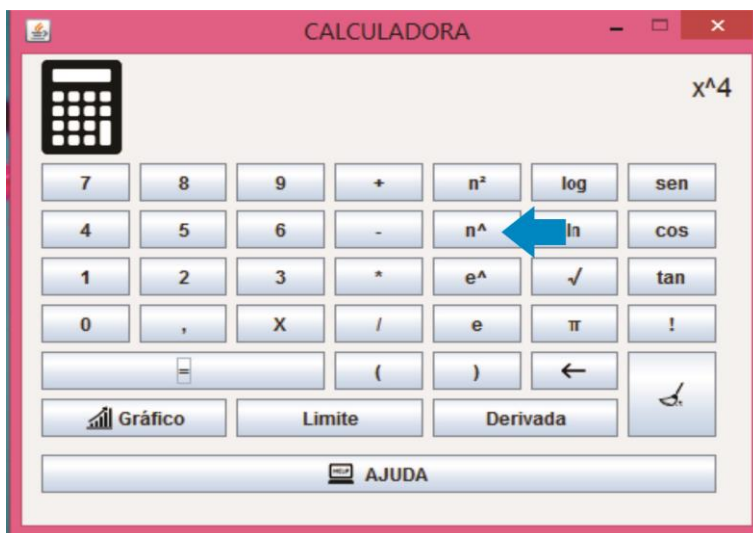 CALCULADORA
x^4
7 8 9 + n² log sen
4 5 6 - n^ ln cos
1 2 3 * e^ √ tan
0 , X / e π !
= ( ) ←
Gráfico Limite Derivada
HELP AJUDA